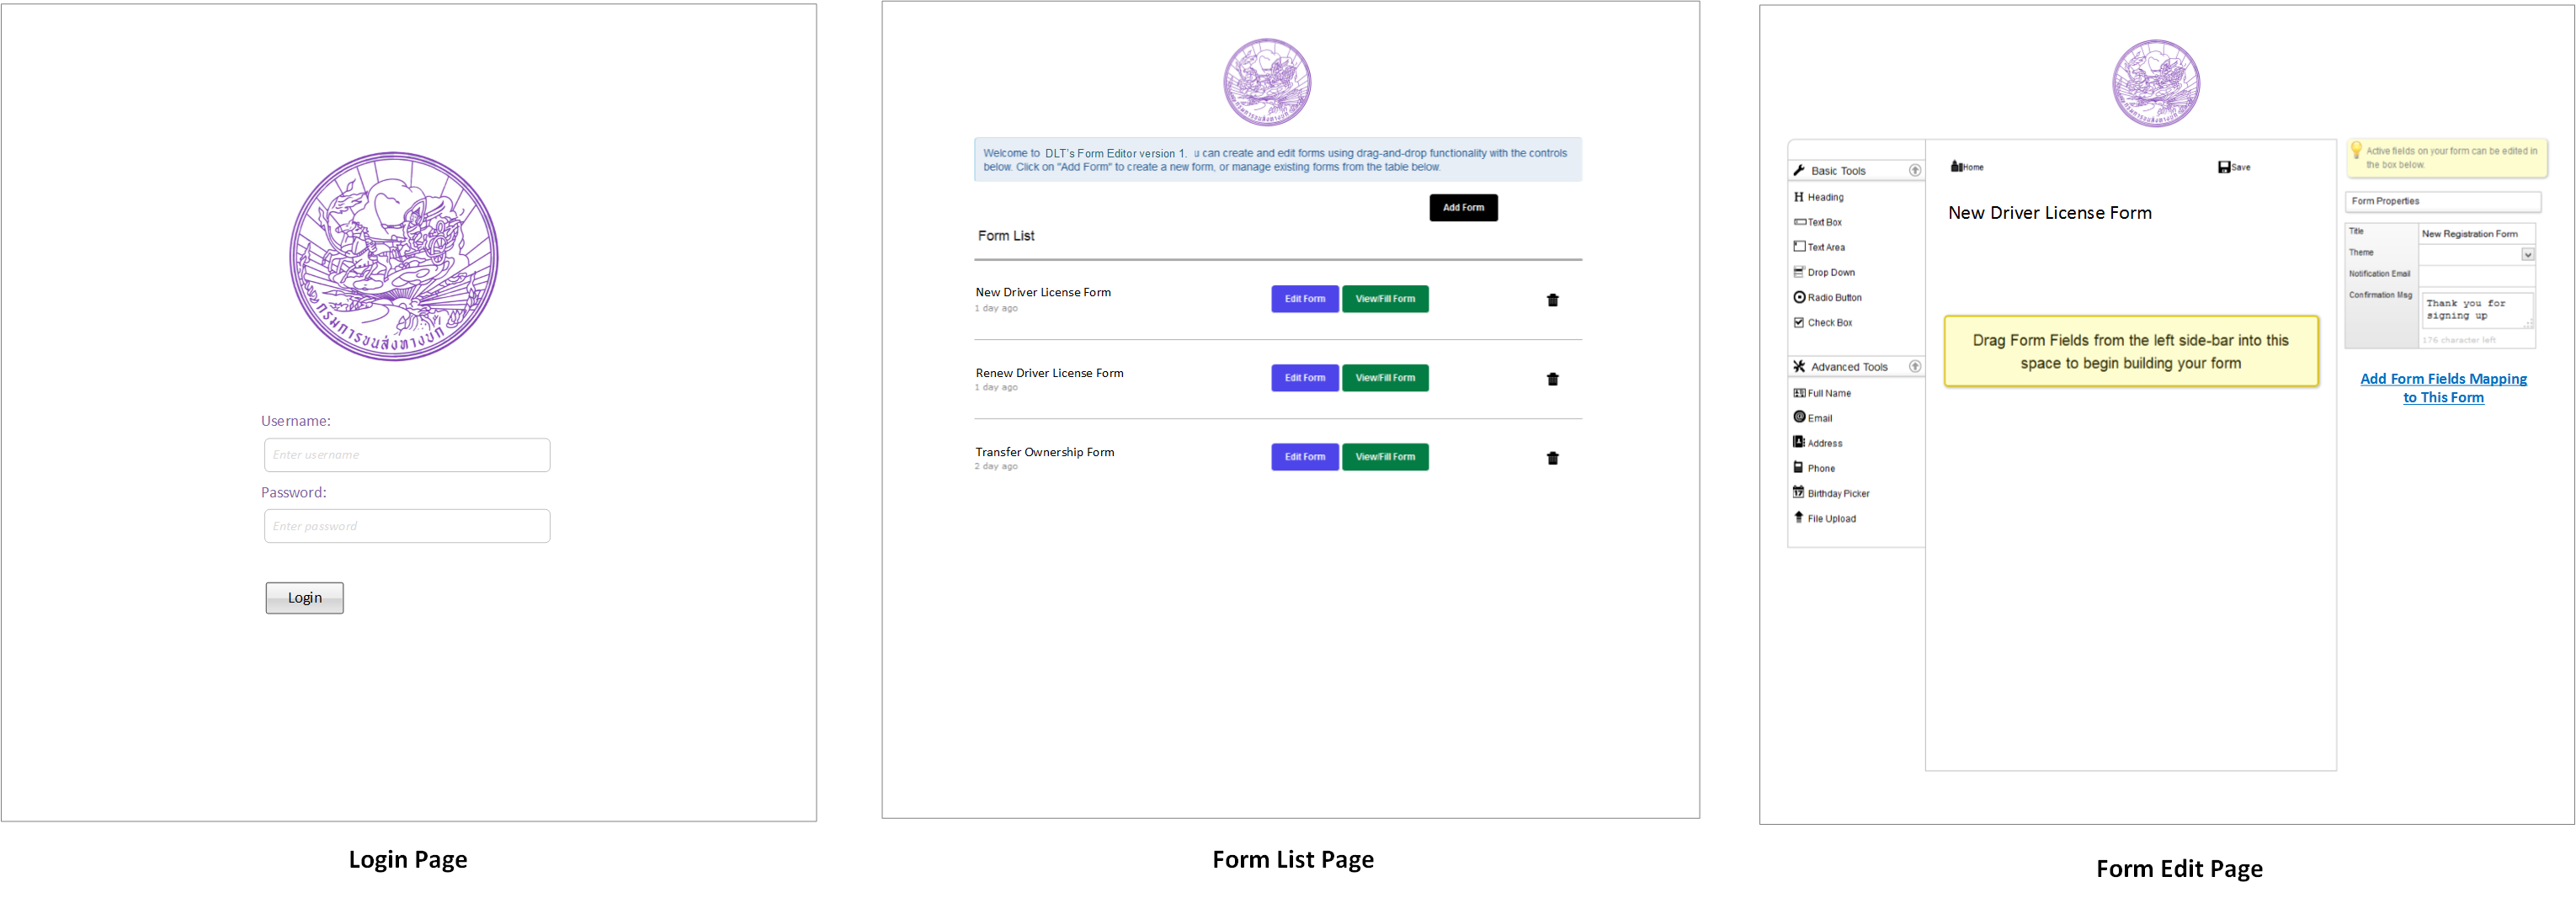 กรมการขนส่งทางบก
Username:
Enter username
Password:
Enter password
Login
Login Page
Welcome to DLT's Form Editor version 1. u can create and edit forms using drag-and-drop functionality with the controls
below. Click on "Add Form" to create a new form, or manage existing forms from the table below.
Add Form
Form List
New Driver License Form
1 day ago
Edit Form
View/Fill Form
Renew Driver License Form
1 day ago
Edit Form
View/Fill Form
Transfer Ownership Form
2 day ago
Edit Form
View/Fill Form
Form List Page
Basic Tools
Heading
Text Box
Text Area
Drop Down
Radio Button
Check Box
Advanced Tools
Full Name
Email
Address
Phone
Birthday Picker
File Upload
Home
Save
New Driver License Form
Drag Form Fields from the left side-bar into this
space to begin building your form
Active fields on your form can be edited in
the box below.
Form Properties
Title
New Registration Form
Theme
Notification Email
Confirmation Msg
Thank you for
signing up
176 character left
Add Form Fields Mapping
to This Form
Form Edit Page